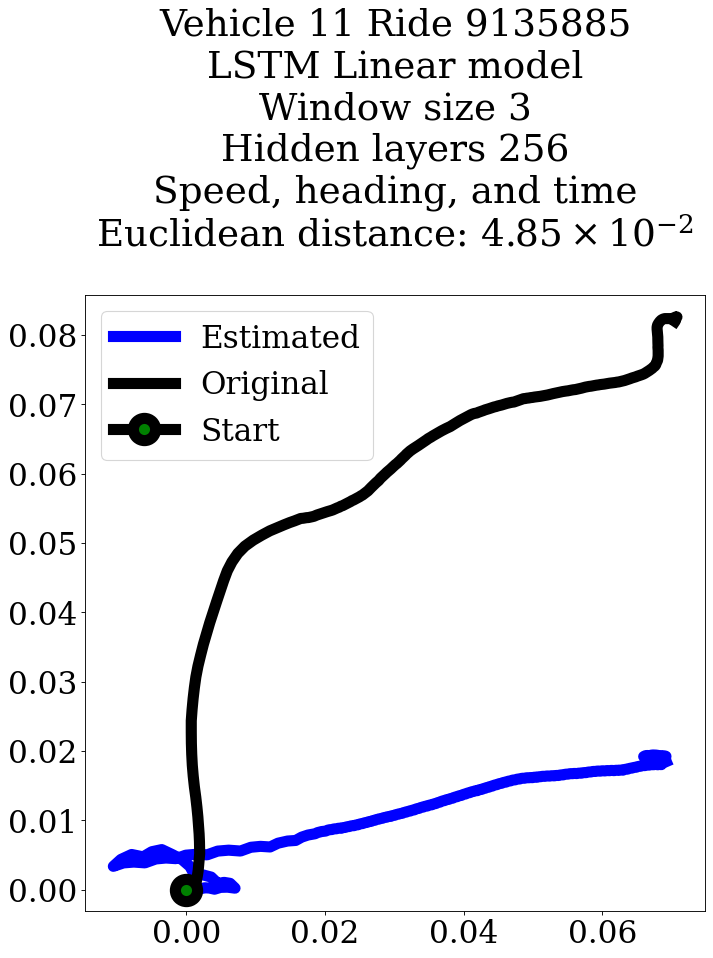 Vehicle 11 Ride 9135885
LSTM Linear model
Window size 3
Hidden layers 256
Speed, heading, and time
Euclidean distance: 4.85 × 10⁻²
Estimated
Original
Start
0.08
0.07
0.06
0.05
0.04
0.03
0.02
0.01
0.00
0.00 0.02 0.04 0.06